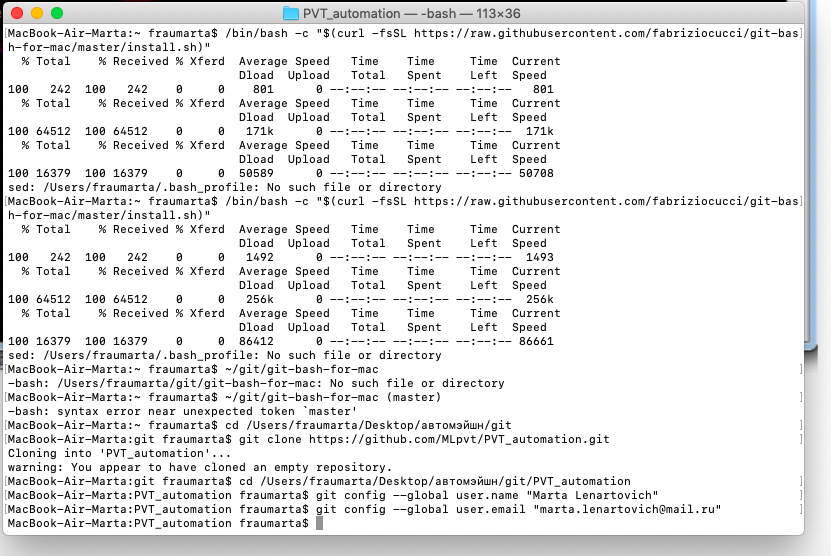 PVT_automation — -bash — 113×36
[MacBook-Air-Marta:~ fraumarta$ /bin/bash -c "$(curl -fsSL https://raw.githubusercontent.com/fabriziocucci/git-bas]
h-for-mac/master/install.sh)"
  % Total    % Received % Xferd  Average Speed   Time    Time     Time  Current
                                 Dload  Upload   Total   Spent    Left  Speed
100   242  100   242    0     0    801      0 --:--:-- --:--:-- --:--:--   801
  % Total    % Received % Xferd  Average Speed   Time    Time     Time  Current
                                 Dload  Upload   Total   Spent    Left  Speed
100 64512  100 64512    0     0   171k      0 --:--:-- --:--:-- --:--:--  171k
  % Total    % Received % Xferd  Average Speed   Time    Time     Time  Current
                                 Dload  Upload   Total   Spent    Left  Speed
100 16379  100 16379    0     0  50589      0 --:--:-- --:--:-- --:--:-- 50708
sed: /Users/fraumarta/.bash_profile: No such file or directory
[MacBook-Air-Marta:~ fraumarta$ /bin/bash -c "$(curl -fsSL https://raw.githubusercontent.com/fabriziocucci/git-bas]
h-for-mac/master/install.sh)"
  % Total    % Received % Xferd  Average Speed   Time    Time     Time  Current
                                 Dload  Upload   Total   Spent    Left  Speed
100   242  100   242    0     0   1492      0 --:--:-- --:--:-- --:--:--  1493
  % Total    % Received % Xferd  Average Speed   Time    Time     Time  Current
                                 Dload  Upload   Total   Spent    Left  Speed
100 64512  100 64512    0     0   256k      0 --:--:-- --:--:-- --:--:--  256k
  % Total    % Received % Xferd  Average Speed   Time    Time     Time  Current
                                 Dload  Upload   Total   Spent    Left  Speed
100 16379  100 16379    0     0  86412      0 --:--:-- --:--:-- --:--:-- 86661
sed: /Users/fraumarta/.bash_profile: No such file or directory
[MacBook-Air-Marta:~ fraumarta$ ~/git/git-bash-for-mac ]
-bash: /Users/fraumarta/git/git-bash-for-mac: No such file or directory
[MacBook-Air-Marta:~ fraumarta$ ~/git/git-bash-for-mac (master) ]
-bash: syntax error near unexpected token `master'
[MacBook-Air-Marta:~ fraumarta$ cd /Users/fraumarta/Desktop/автомэйшн/git ]
[MacBook-Air-Marta:git fraumarta$ git clone https://github.com/MLpvt/PVT_automation.git ]
Cloning into 'PVT_automation'...
warning: You appear to have cloned an empty repository.
[MacBook-Air-Marta:git fraumarta$ cd /Users/fraumarta/Desktop/автомэйшн/git/PVT_automation ]
[MacBook-Air-Marta:PVT_automation fraumarta$ git config --global user.name "Marta Lenartovich" ]
[MacBook-Air-Marta:PVT_automation fraumarta$ git config --global user.email "marta.lenartovich@mail.ru" ]
MacBook-Air-Marta:PVT_automation fraumarta$